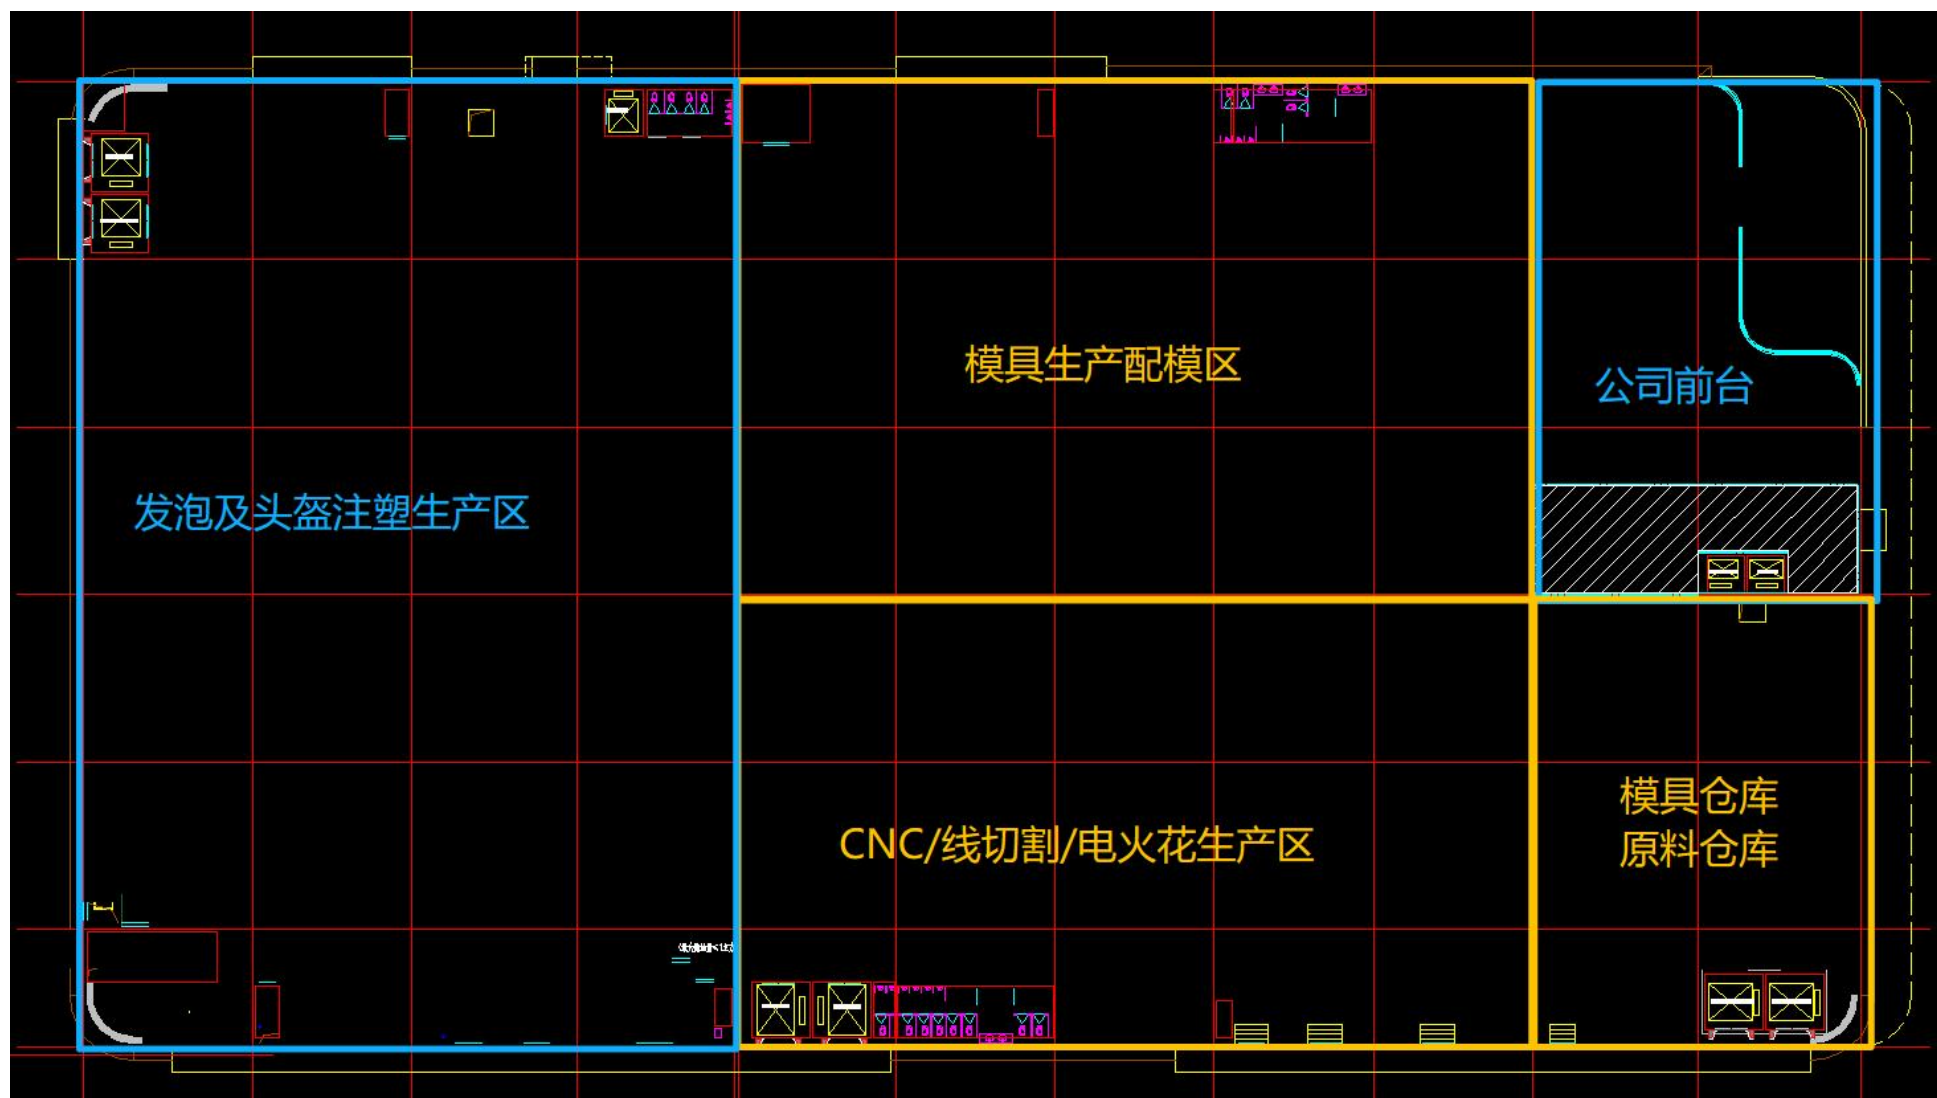 模具生产配模区
公司前台
发泡及头盔注塑生产区
模具仓库
原料仓库
CNC/线切割/电火花生产区